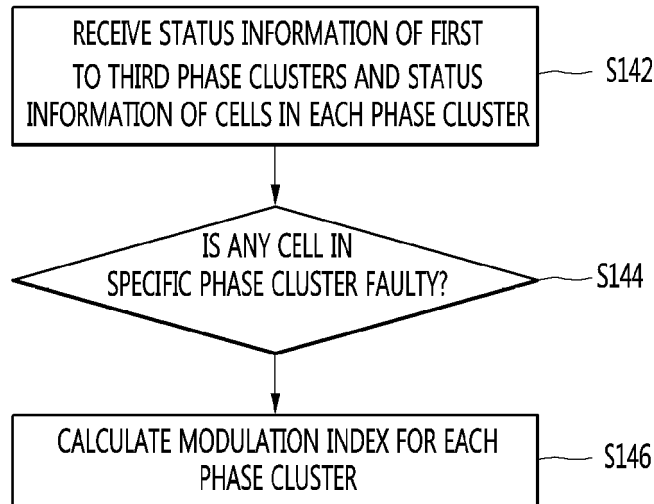 RECEIVE STATUS INFORMATION OF FIRST
TO THIRD PHASE CLUSTERS AND STATUS
INFORMATION OF CELLS IN EACH PHASE CLUSTER
S142
IS ANY CELL IN
SPECIFIC PHASE CLUSTER FAULTY?
S144
CALCULATE MODULATION INDEX FOR EACH
PHASE CLUSTER
S146